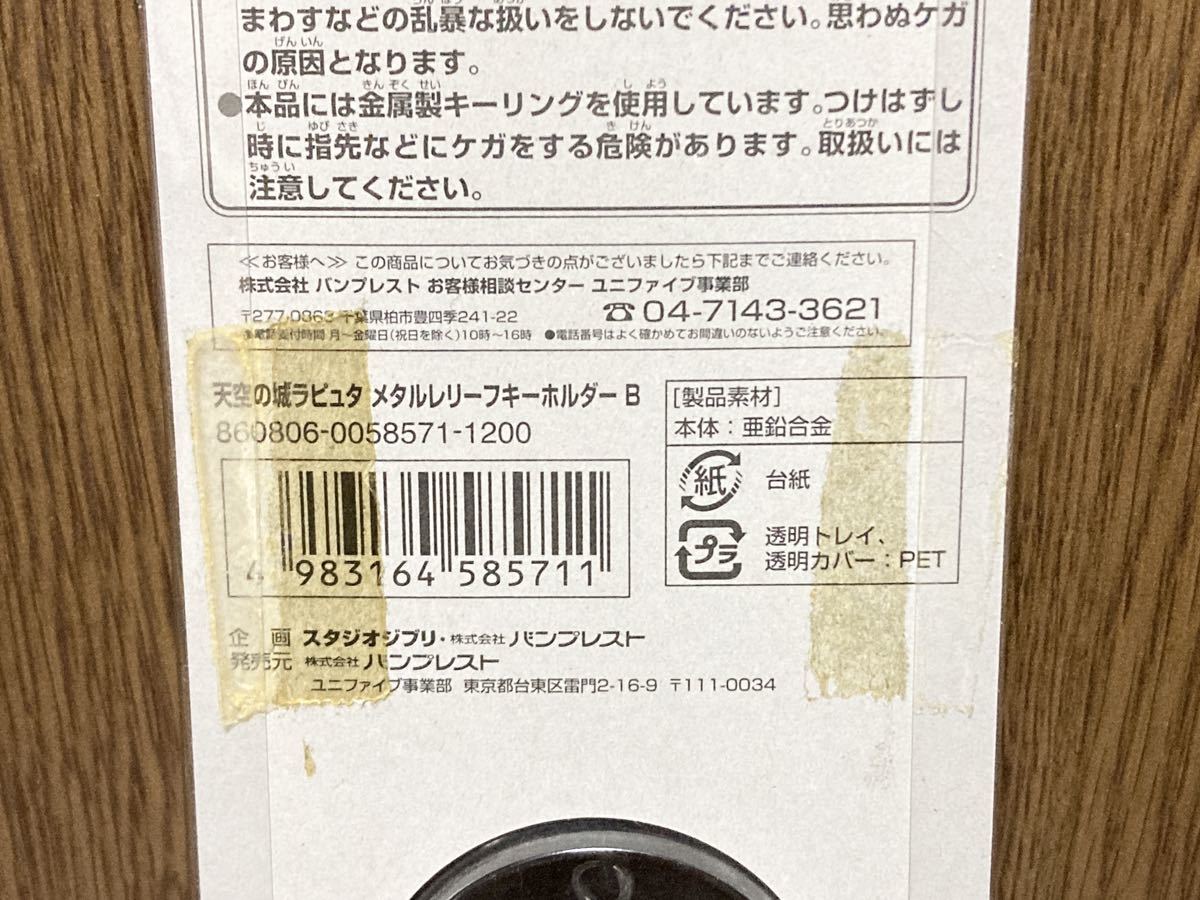 まわすなどの乱暴な扱いをしないでください。思わぬケガ
の原因となります。
●本品には金属製キーリングを使用しています。つけはずし
時に指先などにケガをする危険があります。取扱いには
注意してください。
≪お客様へ≫ この商品についてお気づきの点がございましたら下記までご連絡ください。
株式会社 バンプレスト お客様相談センター ユニファイブ事業部
〒277-0863 千葉県柏市豊四季241-22 ☎04-7143-3621
●電話受付時間 月〜金曜日(祝日を除く)10時〜16時 ●電話番号はよく確かめてお間違いのないようご注意ください。
天空の城ラピュタ メタルレリーフキーホルダー B
860806-0058571-1200
4 983164 585711
[製品素材]
本体：亜鉛合金
紙 台紙
プラ 透明トレイ、
透明カバー：PET
企画 スタジオジブリ・株式会社 バンプレスト
発売元 株式会社 バンプレスト
ユニファイブ事業部 東京都台東区雷門2-16-9 〒111-0034